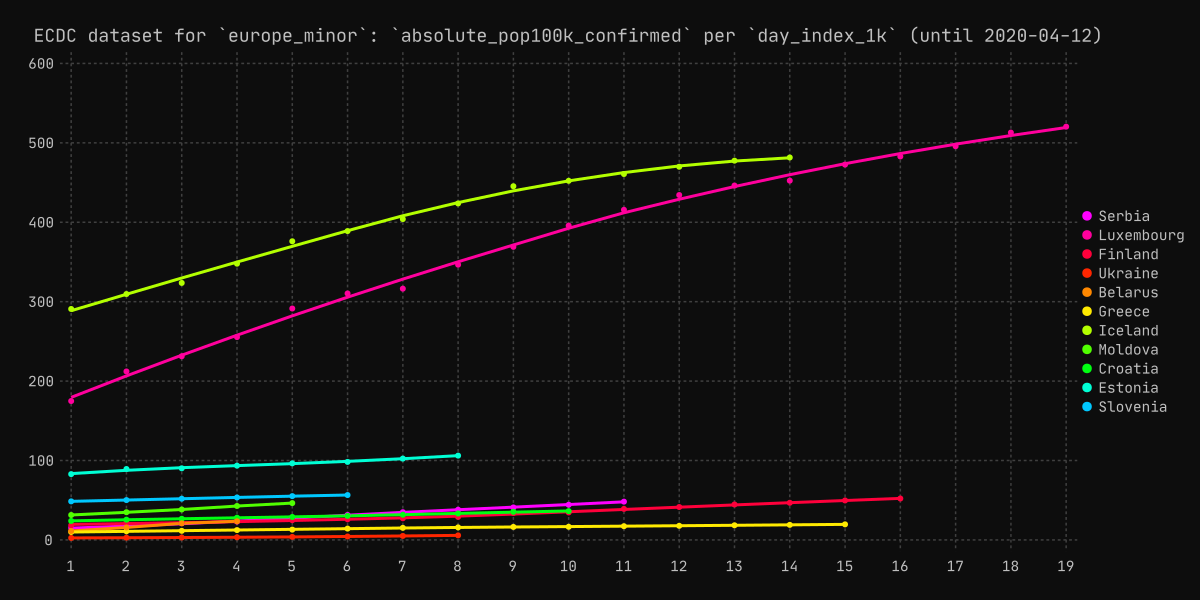 ECDC dataset for `europe_minor`: `absolute_pop100k_confirmed` per `day_index_1k` (until 2020-04-12)
600
500
400
300
200
100
0
1 2 3 4 5 6 7 8 9 10 11 12 13 14 15 16 17 18 19
Serbia
Luxembourg
Finland
Ukraine
Belarus
Greece
Iceland
Moldova
Croatia
Estonia
Slovenia